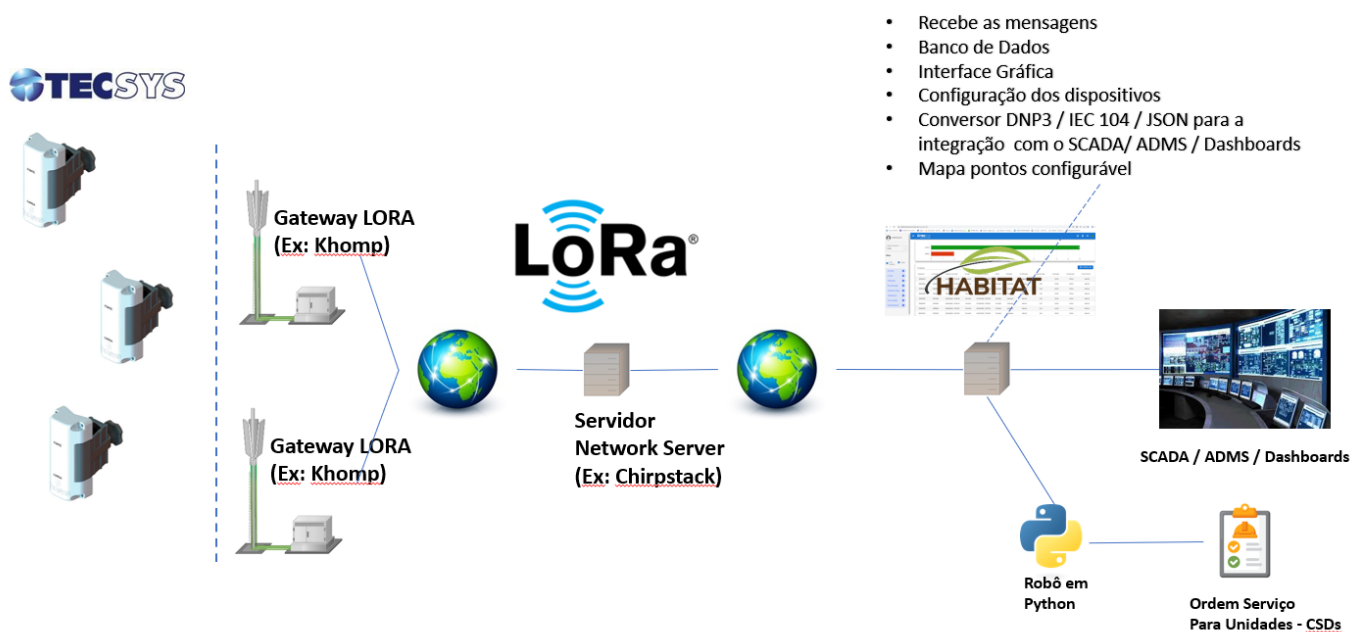 TECSYS
• Recebe as mensagens
• Banco de Dados
• Interface Gráfica
• Configuração dos dispositivos
• Conversor DNP3 / IEC 104 / JSON para a
integração com o SCADA/ ADMS / Dashboards
• Mapa pontos configurável
Gateway LORA
(Ex: Khomp)
LoRa®
HABITAT
Gateway LORA
(Ex: Khomp)
Servidor
Network Server
(Ex: Chirpstack)
SCADA / ADMS / Dashboards
Robô em
Python
Ordem Serviço
Para Unidades - CSDs